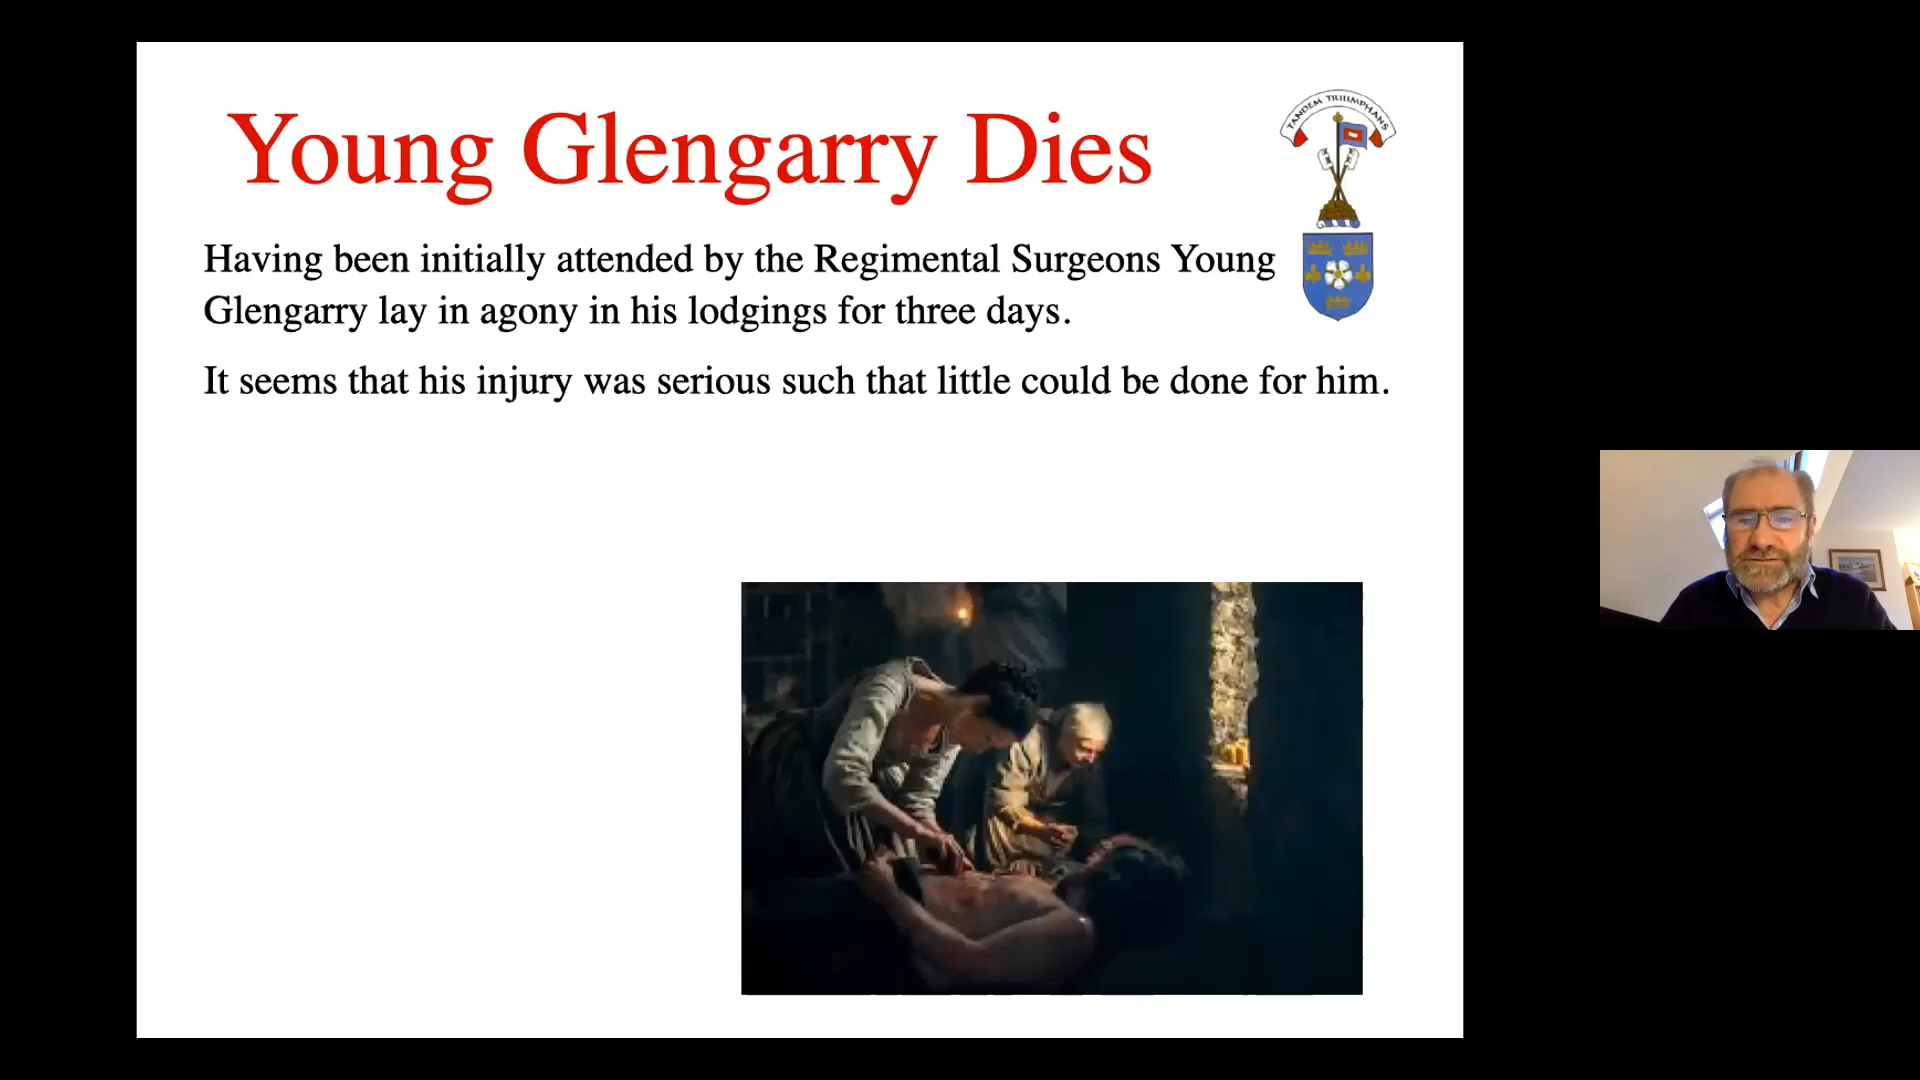 Young Glengarry Dies
TANDEM TRIUMPHANS
Having been initially attended by the Regimental Surgeons Young
Glengarry lay in agony in his lodgings for three days.
It seems that his injury was serious such that little could be done for him.